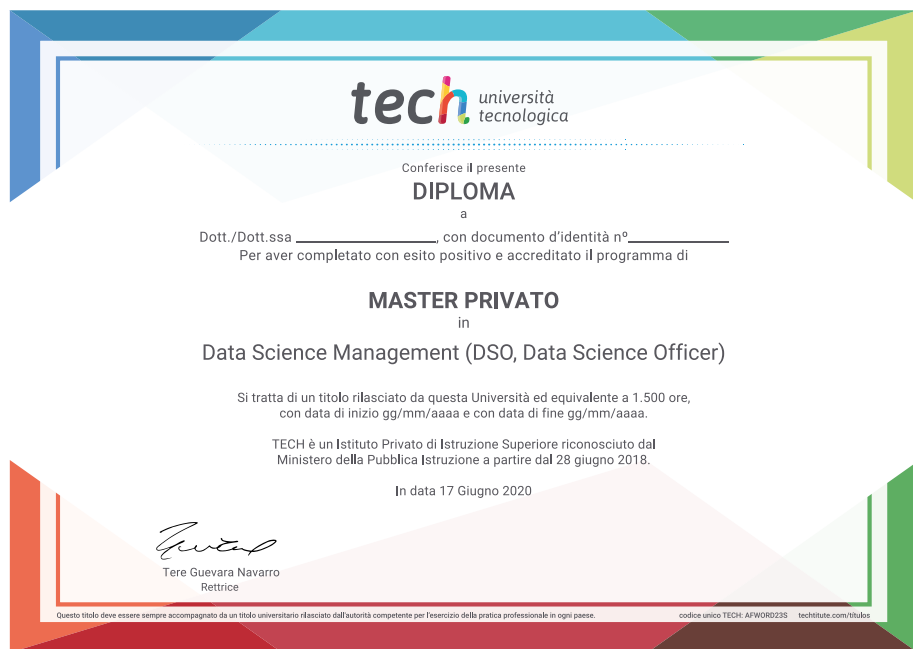 tech università
tecnologica
Conferisce il presente
DIPLOMA
a
Dott./Dott.ssa ________________, con documento d'identità nº____________
Per aver completato con esito positivo e accreditato il programma di
MASTER PRIVATO
in
Data Science Management (DSO, Data Science Officer)
Si tratta di un titolo rilasciato da questa Università ed equivalente a 1.500 ore,
con data di inizio gg/mm/aaaa e con data di fine gg/mm/aaaa.
TECH è un Istituto Privato di Istruzione Superiore riconosciuto dal
Ministero della Pubblica Istruzione a partire dal 28 giugno 2018.
In data 17 Giugno 2020
Tere Guevara Navarro
Rettrice
Questo titolo deve essere sempre accompagnato da un titolo universitario rilasciato dall'autorità competente per l'esercizio della pratica professionale in ogni paese. codice unico TECH: AFWORD23S techtitute.com/titulos